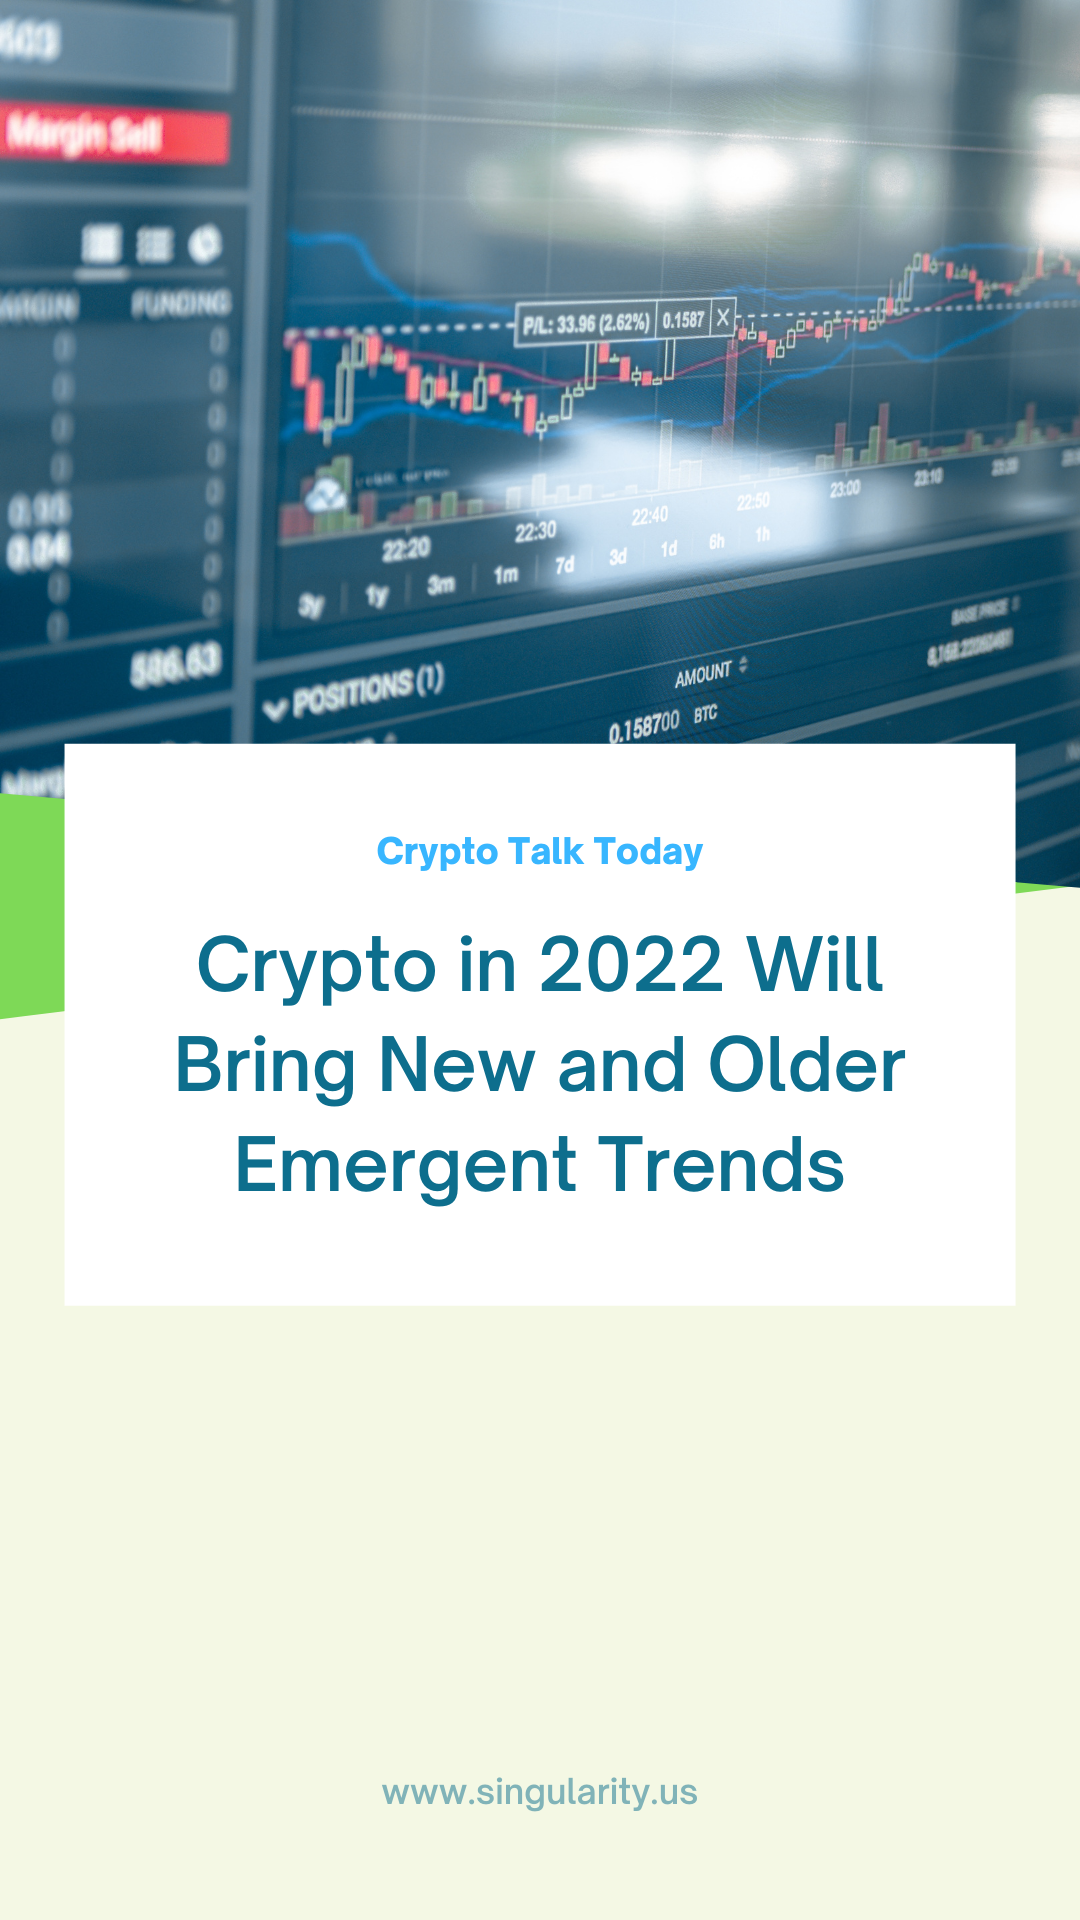 Margin Sell
FUNDING
P/L: 33.96 (2.62%) 0.1587 X
22:20 22:30 22:40 22:50 23:00 23:10 23:20
3y 1y 3m 1m 7d 3d 1d 6h 1h
0.04
586.63
POSITIONS (1)
AMOUNT
BASE PRICE
0.158700 BTC
Crypto Talk Today
Crypto in 2022 Will
Bring New and Older
Emergent Trends
www.singularity.us